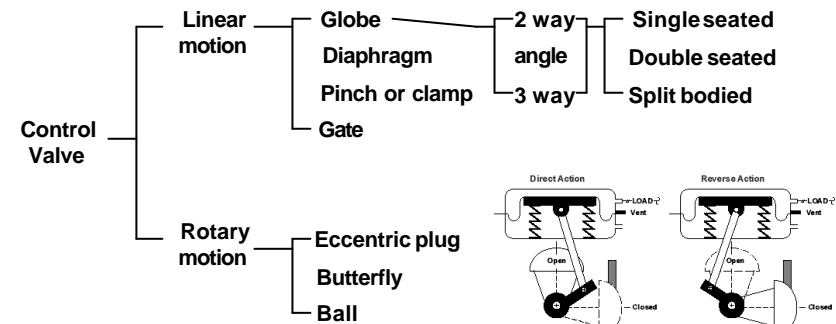 Control
Valve
Linear
motion
Globe
Diaphragm
Pinch or clamp
Gate
2 way
angle
3 way
Single seated
Double seated
Split bodied
Rotary
motion
Eccentric plug
Butterfly
Ball
Direct Action
LOAD
Vent
Open
Closed
Reverse Action
LOAD
Vent
Open
Closed